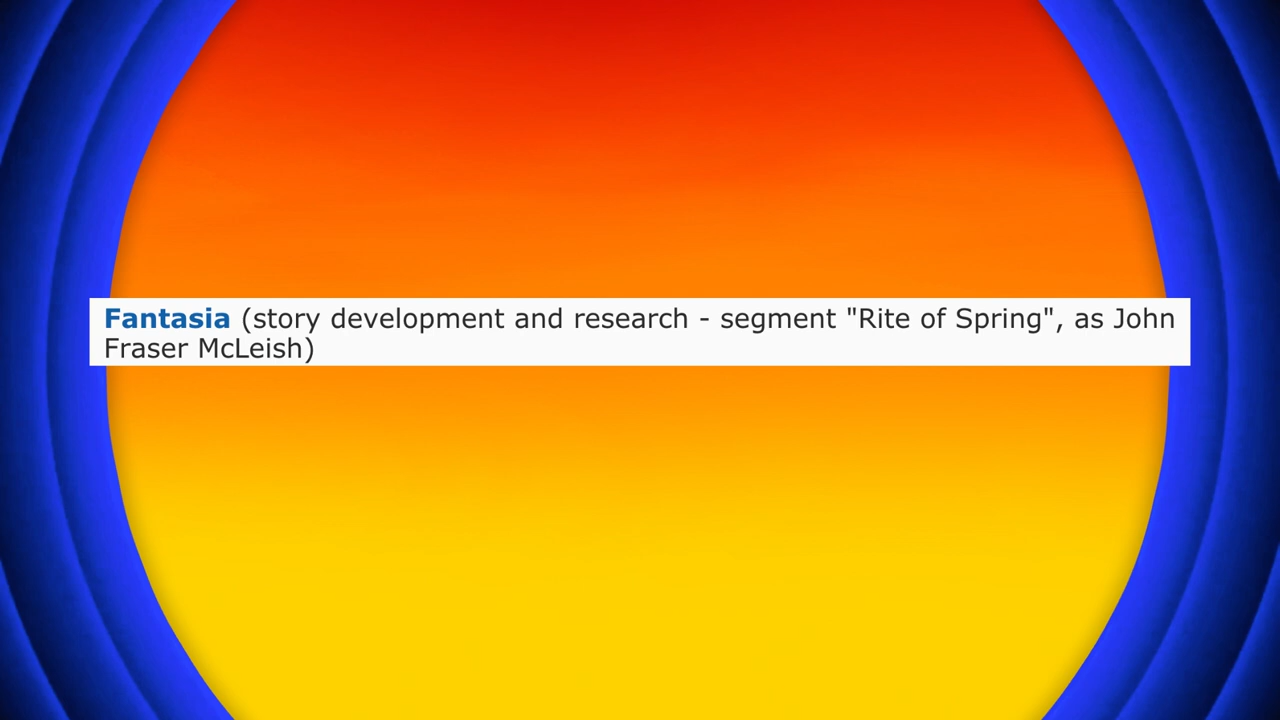 Fantasia (story development and research - segment "Rite of Spring", as John
Fraser McLeish)